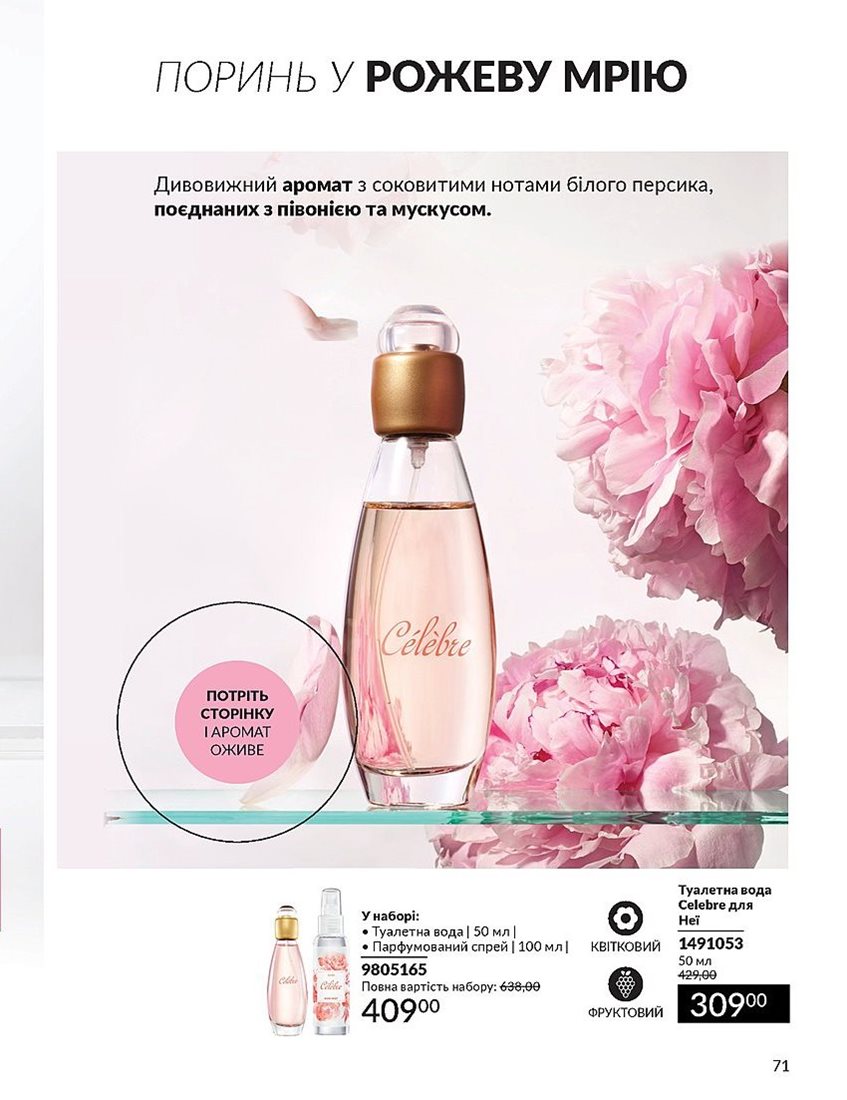 ПОРИНЬ У РОЖЕВУ МРІЮ
Дивовижний аромат з соковитими нотами білого персика,
поєднаних з півонією та мускусом.
Célèbre
ПОТРІТЬ
СТОРІНКУ
І АРОМАТ
ОЖИВЕ
Célèbre
Célèbre
У наборі:
• Туалетна вода | 50 мл |
• Парфумований спрей | 100 мл |
9805165
Повна вартість набору: 638,00
40900
КВІТКОВИЙ
ФРУКТОВИЙ
Туалетна вода
Celebre для
Неї
1491053
50 мл
429,00
30900
71